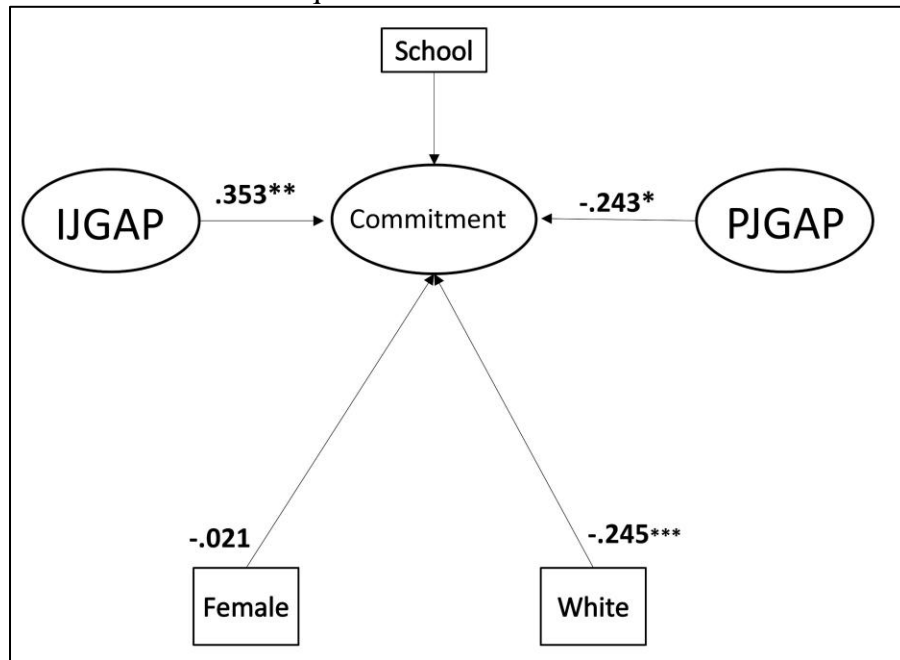 School
IJGAP
.353**
Commitment
-.243*
PJGAP
-.021
-.245***
Female
White